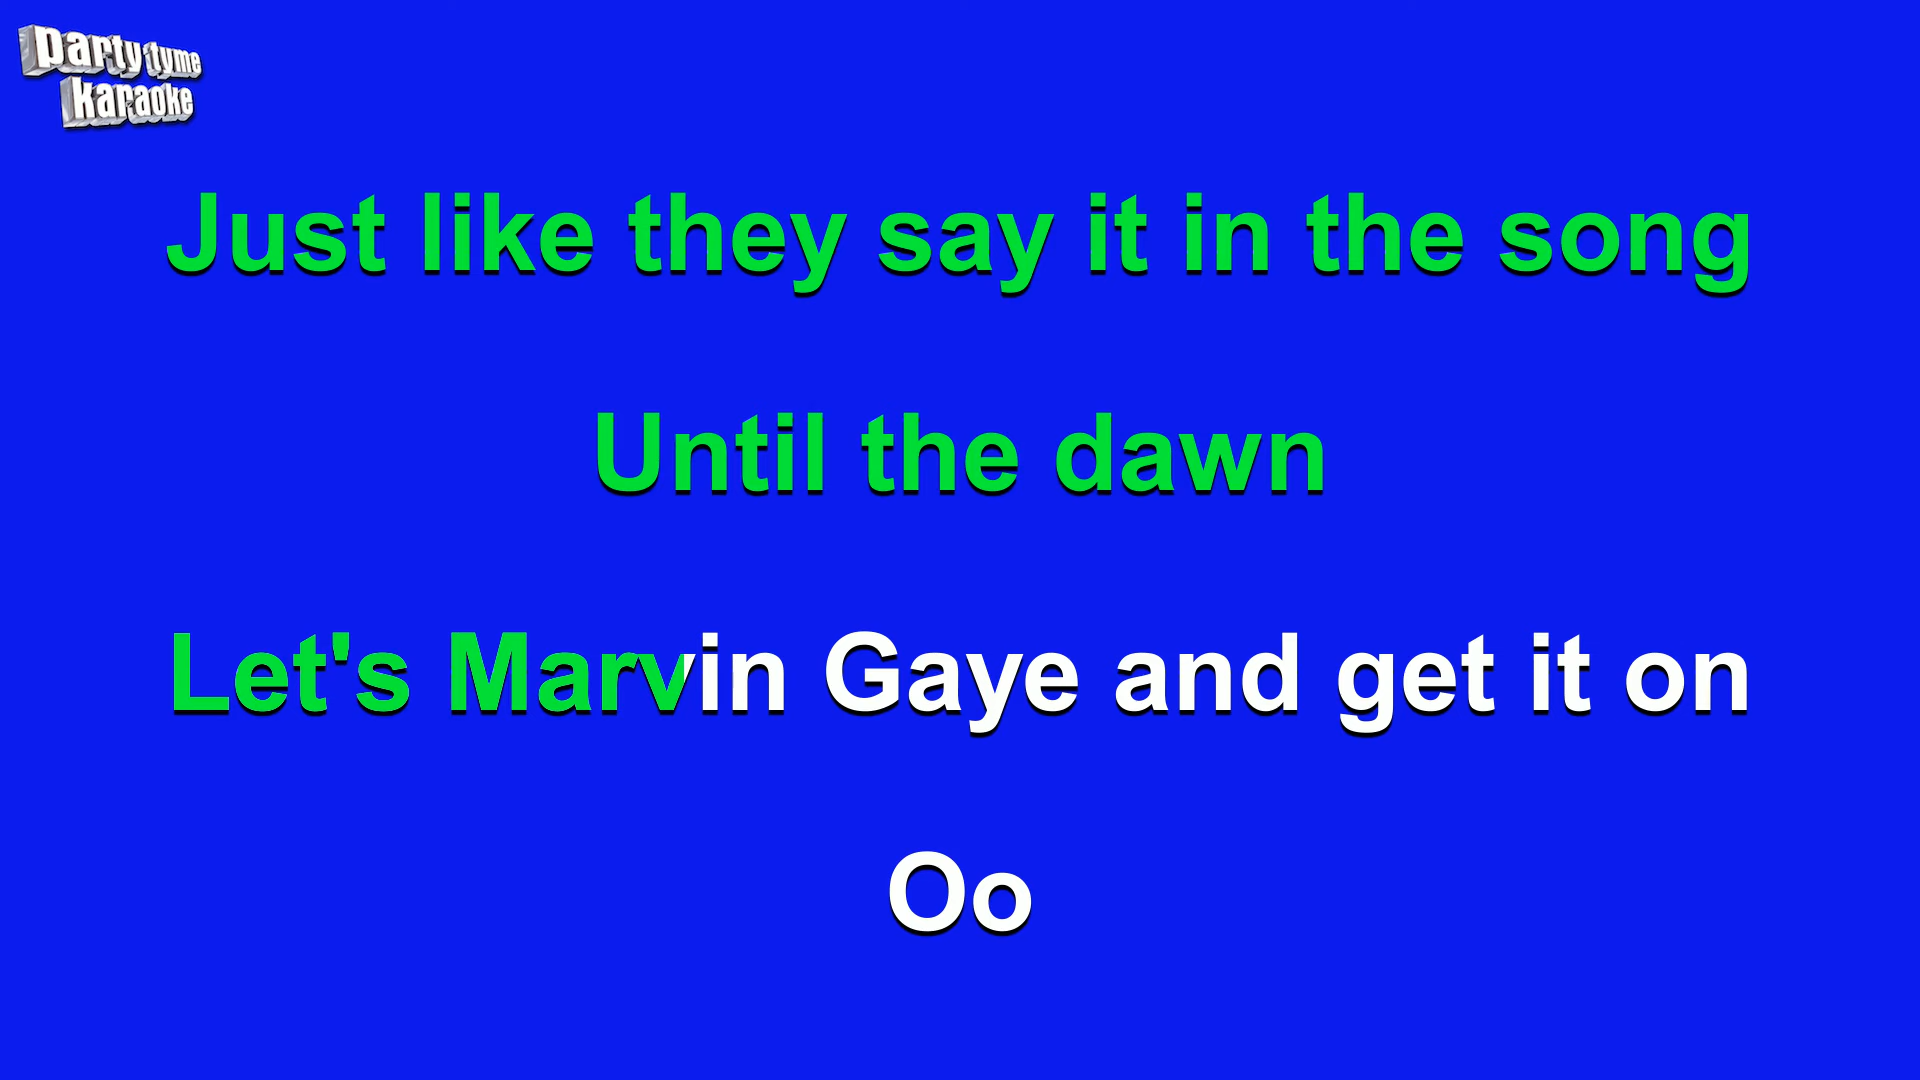 party tyme
karaoke
Just like they say it in the song
Until the dawn
Let's Marvin Gaye and get it on
Oo